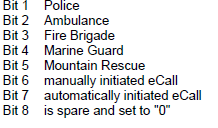 Bit 1 Police
Bit 2 Ambulance
Bit 3 Fire Brigade
Bit 4 Marine Guard
Bit 5 Mountain Rescue
Bit 6 manually initiated eCall
Bit 7 automatically initiated eCall
Bit 8 is spare and set to "0"